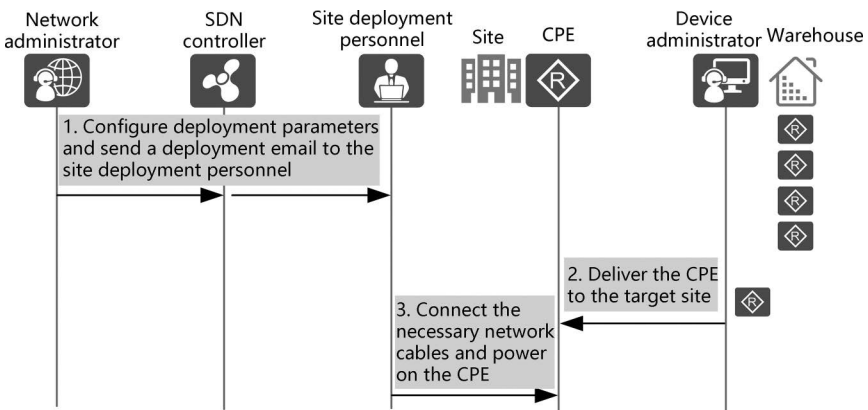 Network
administrator
SDN
controller
Site deployment
personnel
Site
CPE
Device
administrator
Warehouse
1. Configure deployment parameters
and send a deployment email to the
site deployment personnel
2. Deliver the CPE
to the target site
3. Connect the
necessary network
cables and power
on the CPE
R
R
R
R
R
R